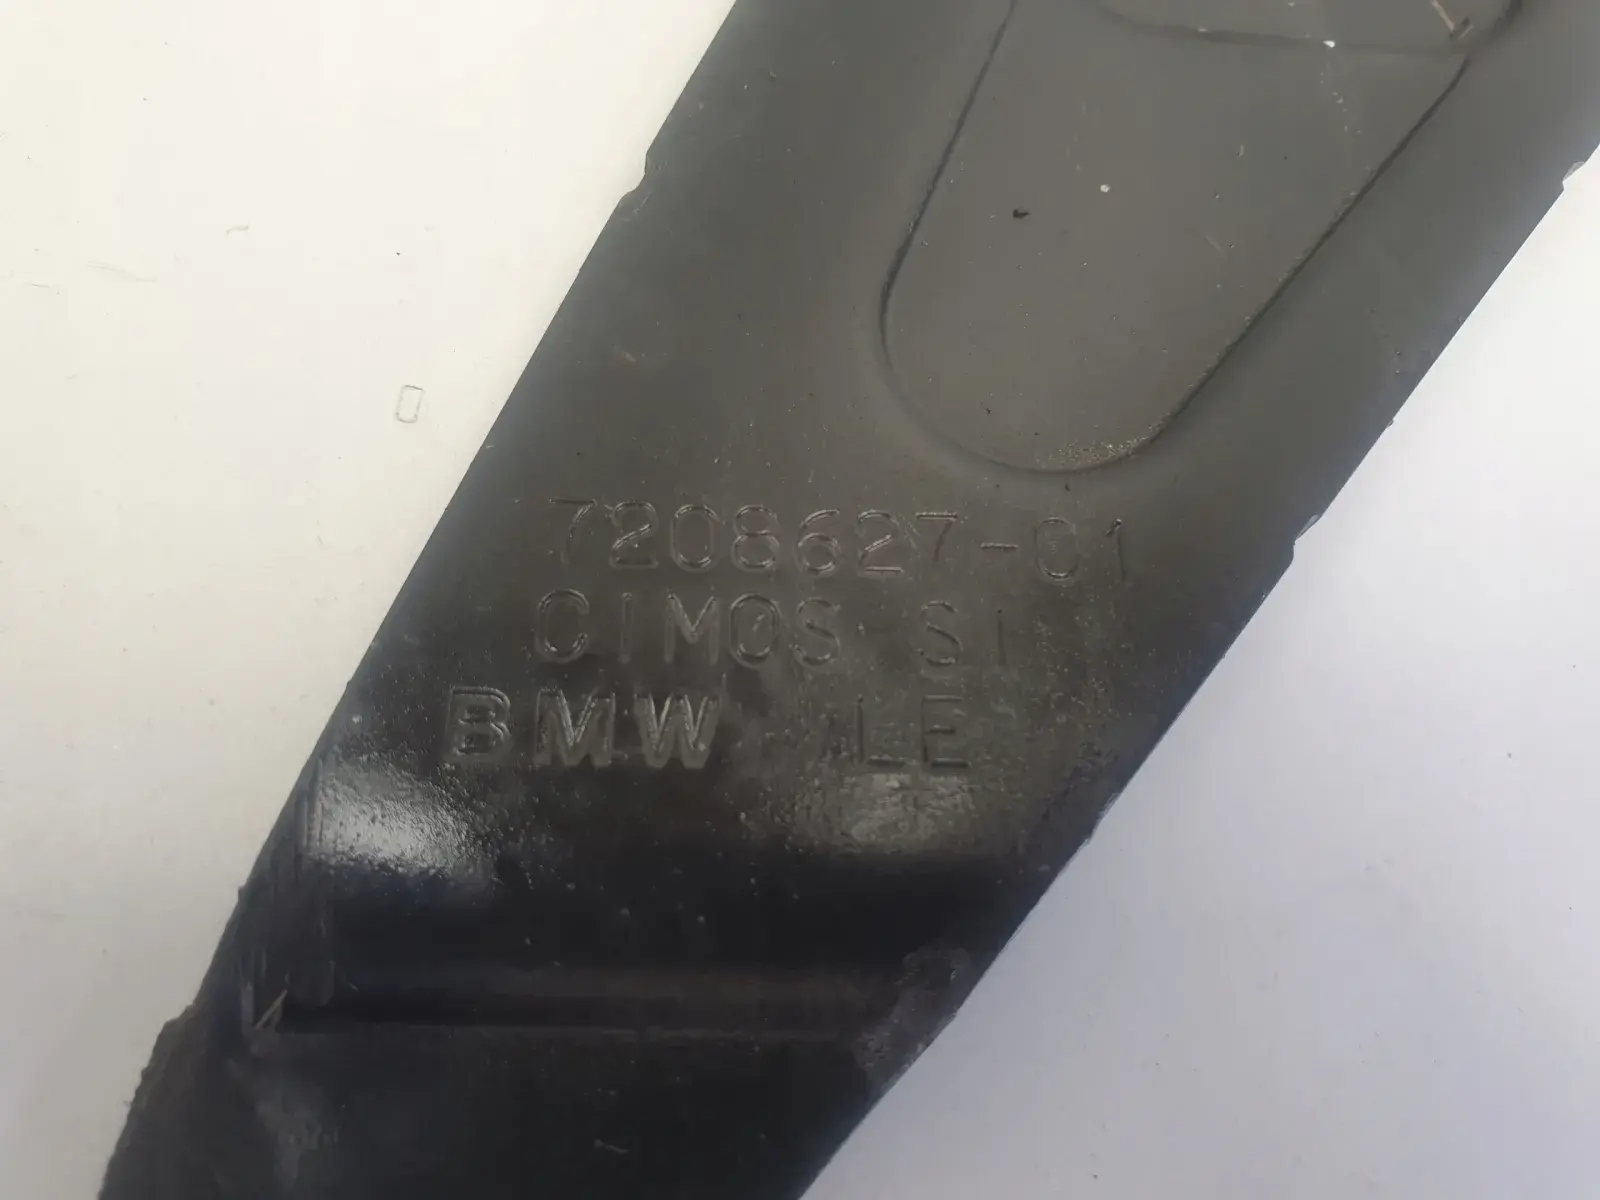 7208627-01
CIMOS SI
BMW LE